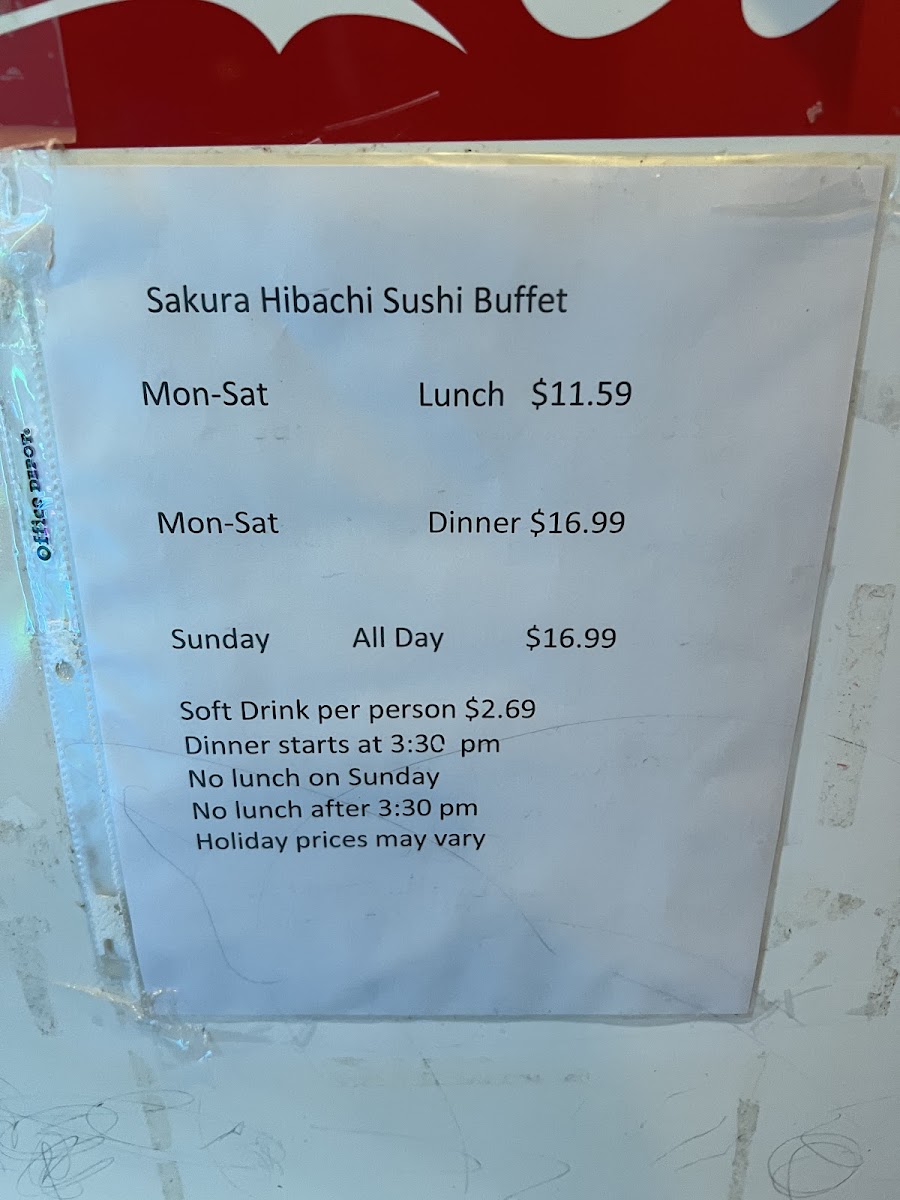 Sakura Hibachi Sushi Buffet
Mon-Sat Lunch $11.59
Mon-Sat Dinner $16.99
Sunday All Day $16.99
Soft Drink per person $2.69
Dinner starts at 3:30 pm
No lunch on Sunday
No lunch after 3:30 pm
Holiday prices may vary
Office DEPOT